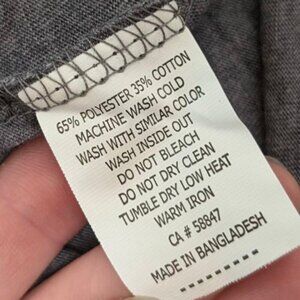 65% POLYESTER 35% COTTON
MACHINE WASH COLD
WASH WITH SIMILAR COLOR
WASH INSIDE OUT
DO NOT BLEACH
DO NOT DRY CLEAN
TUMBLE DRY LOW HEAT
WARM IRON
CA # 58847
MADE IN BANGLADESH